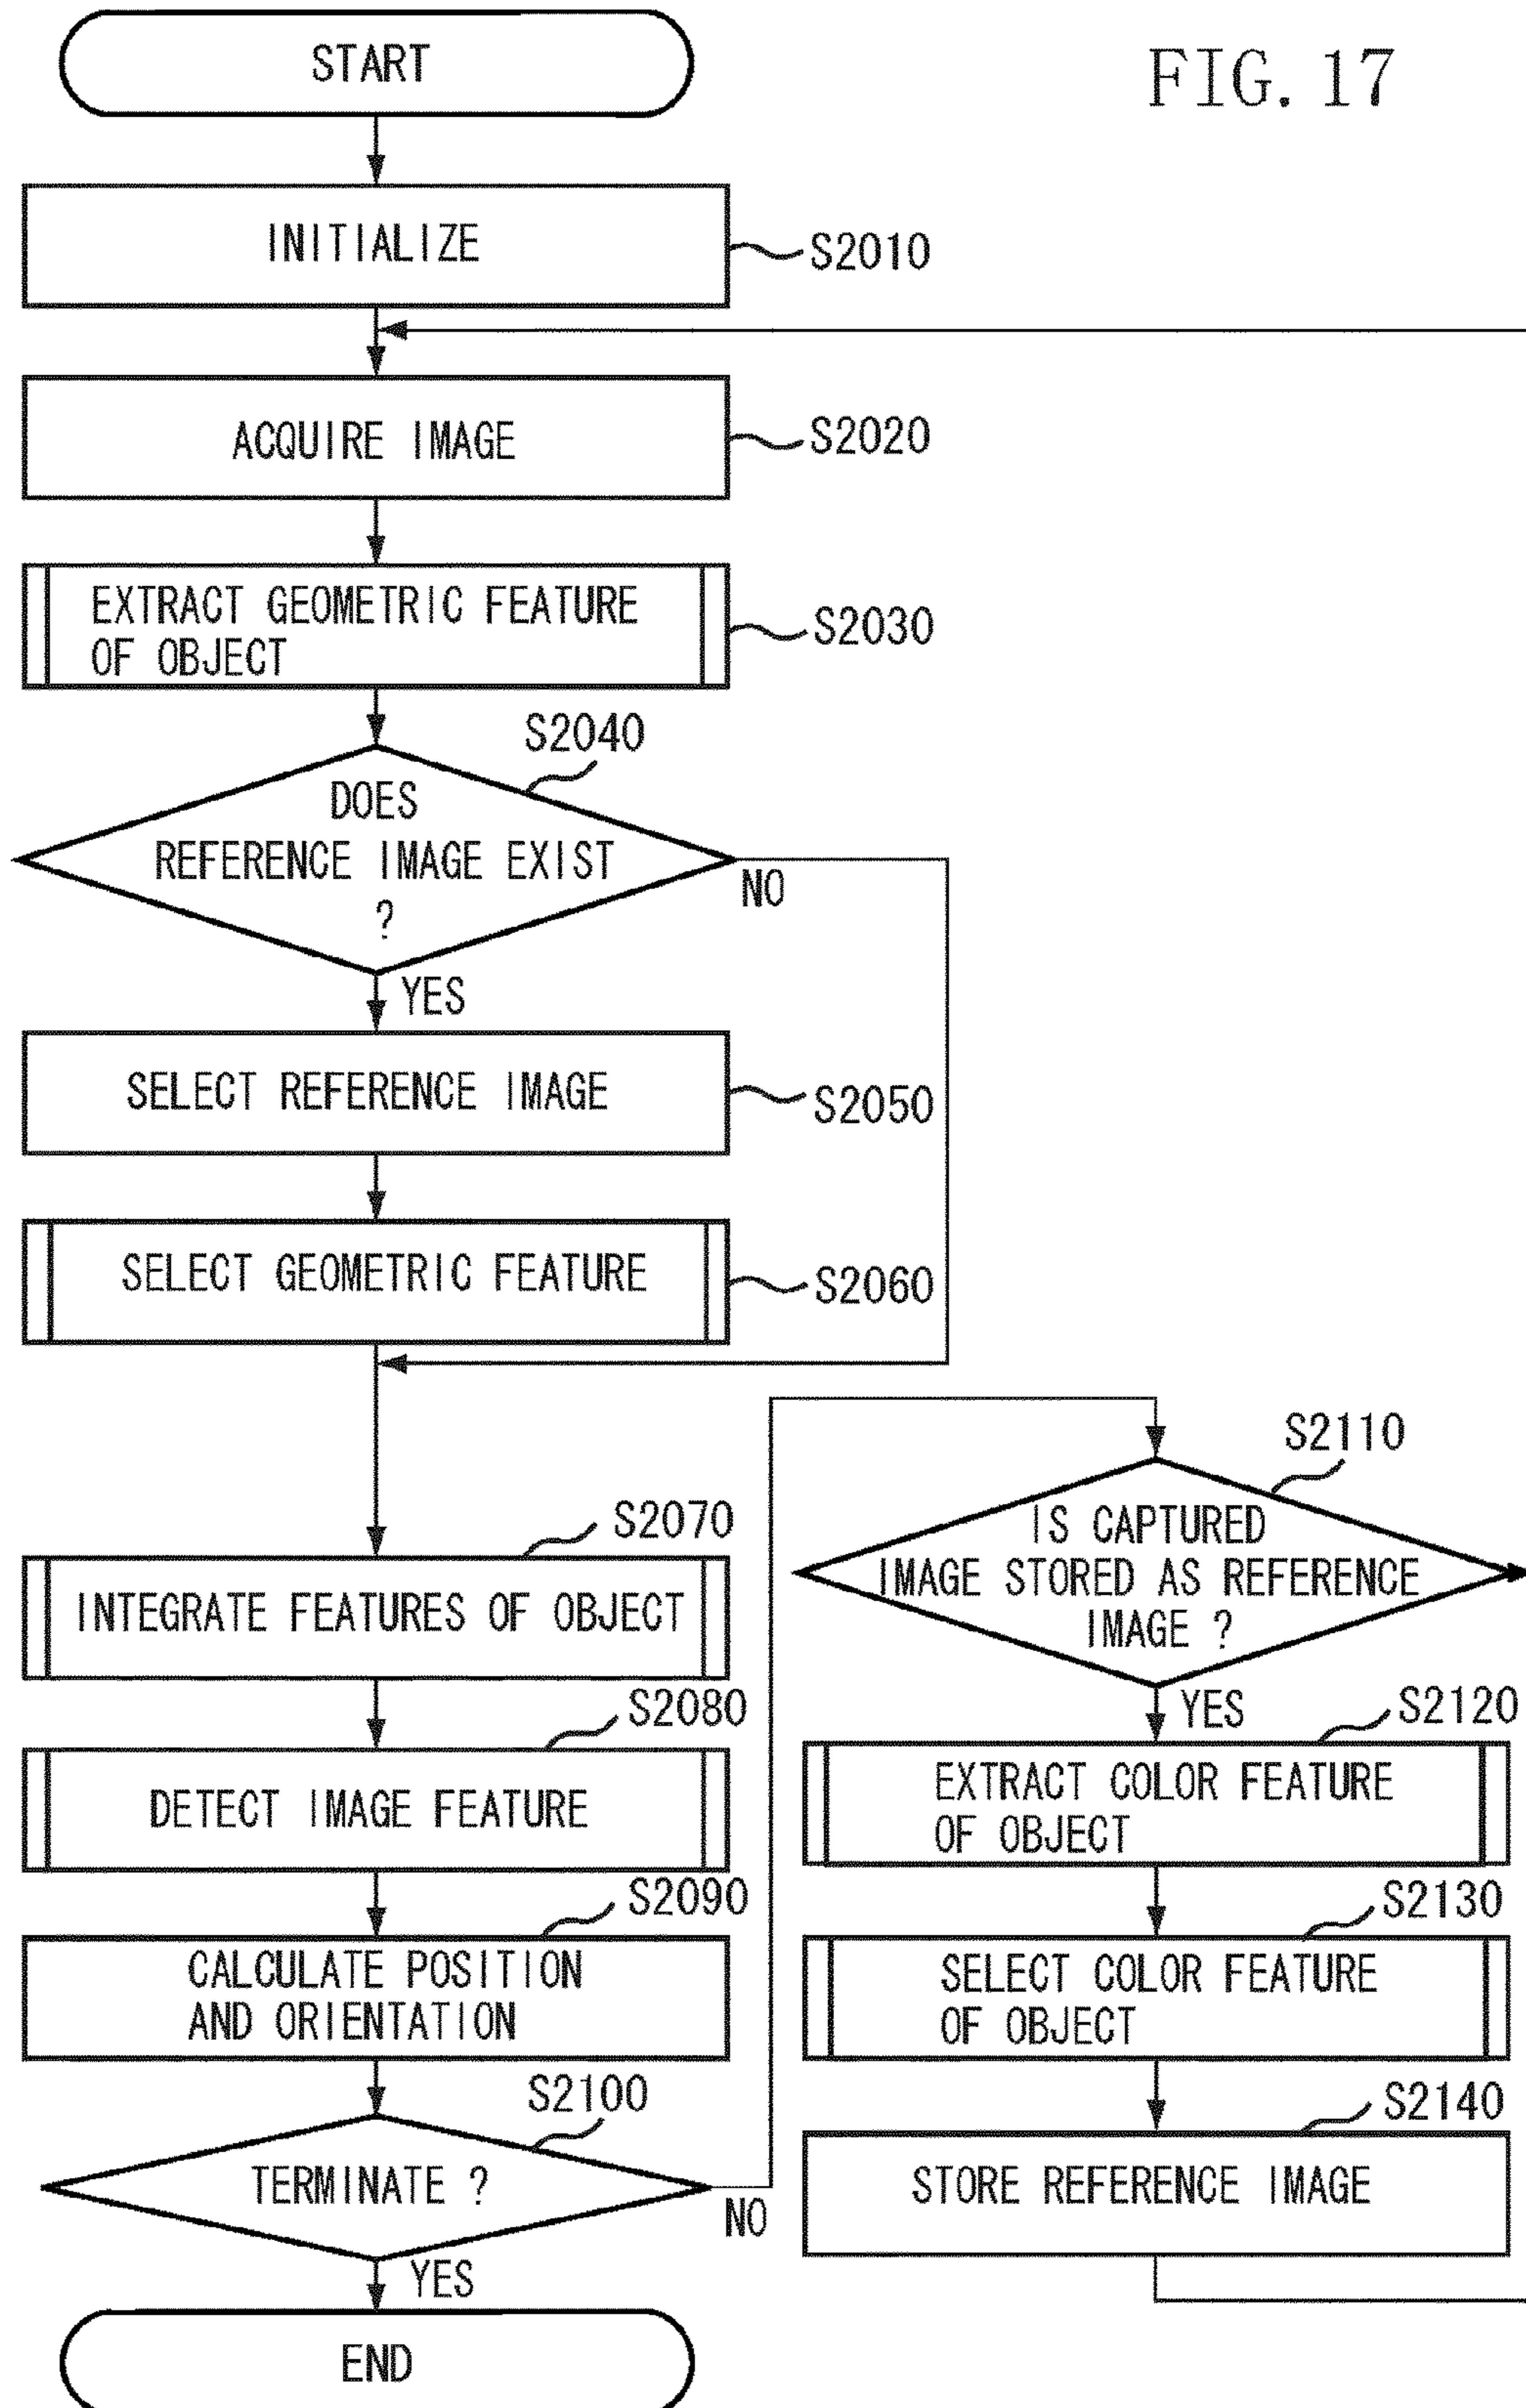 FIG. 17
START
INITIALIZE
S2010
ACQUIRE IMAGE
S2020
EXTRACT GEOMETRIC FEATURE
OF OBJECT
S2030
S2040
DOES
REFERENCE IMAGE EXIST
?
NO
YES
SELECT REFERENCE IMAGE
S2050
SELECT GEOMETRIC FEATURE
S2060
S2070
INTEGRATE FEATURES OF OBJECT
S2080
DETECT IMAGE FEATURE
S2090
CALCULATE POSITION
AND ORIENTATION
S2100
TERMINATE ?
NO
YES
END
S2110
IS CAPTURED
IMAGE STORED AS REFERENCE
IMAGE ?
YES
S2120
EXTRACT COLOR FEATURE
OF OBJECT
S2130
SELECT COLOR FEATURE
OF OBJECT
S2140
STORE REFERENCE IMAGE